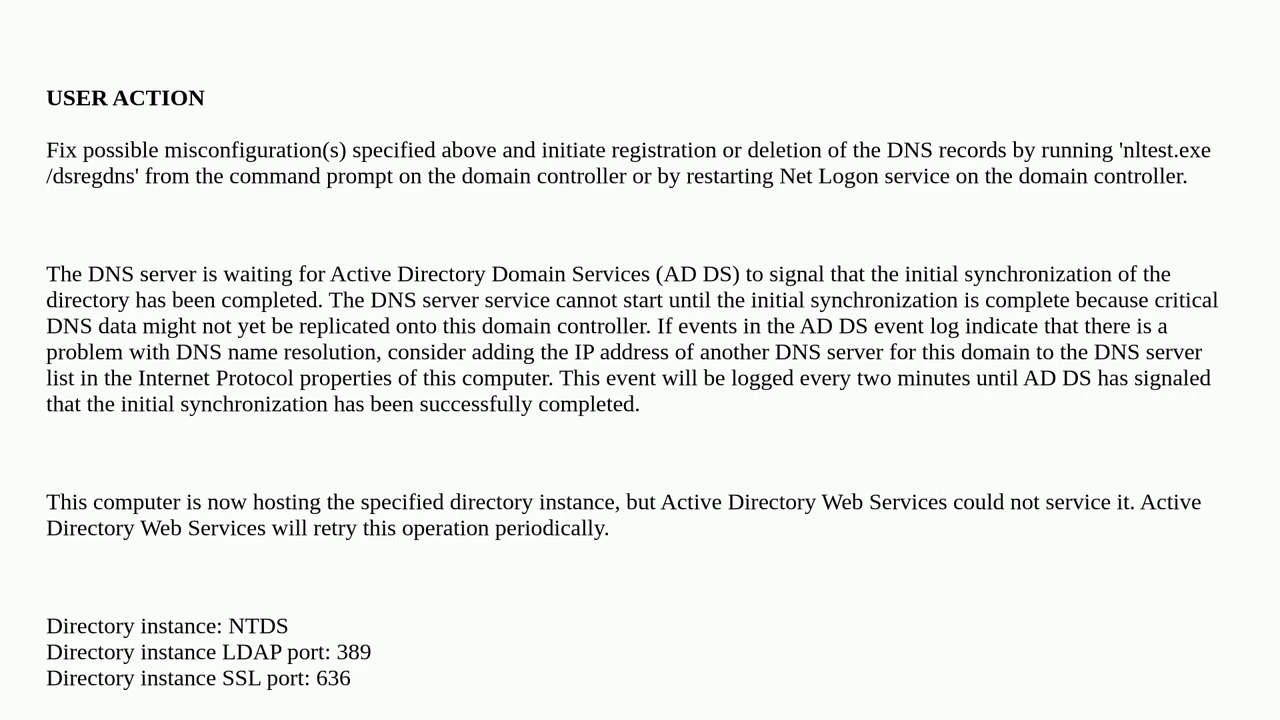 USER ACTION
Fix possible misconfiguration(s) specified above and initiate registration or deletion of the DNS records by running 'nltest.exe
/dsregdns' from the command prompt on the domain controller or by restarting Net Logon service on the domain controller.
The DNS server is waiting for Active Directory Domain Services (AD DS) to signal that the initial synchronization of the
directory has been completed. The DNS server service cannot start until the initial synchronization is complete because critical
DNS data might not yet be replicated onto this domain controller. If events in the AD DS event log indicate that there is a
problem with DNS name resolution, consider adding the IP address of another DNS server for this domain to the DNS server
list in the Internet Protocol properties of this computer. This event will be logged every two minutes until AD DS has signaled
that the initial synchronization has been successfully completed.
This computer is now hosting the specified directory instance, but Active Directory Web Services could not service it. Active
Directory Web Services will retry this operation periodically.
Directory instance: NTDS
Directory instance LDAP port: 389
Directory instance SSL port: 636